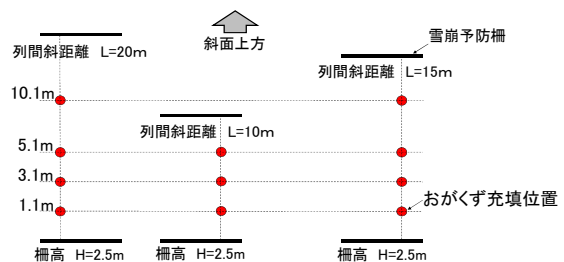 斜面上方
雪崩予防柵
列間斜距離 L=20m
列間斜距離 L=15m
10.1m
列間斜距離 L=10m
5.1m
3.1m
1.1m
おがくず充填位置
柵高 H=2.5m
柵高 H=2.5m
柵高 H=2.5m